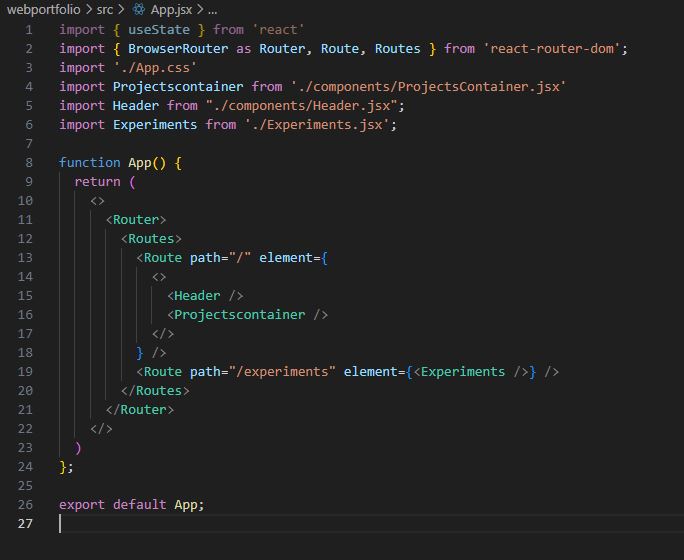 webportfolio > src > App.jsx > ...
1 import { useState } from 'react'
2 import { BrowserRouter as Router, Route, Routes } from 'react-router-dom';
3 import './App.css'
4 import Projectscontainer from './components/ProjectsContainer.jsx'
5 import Header from "./components/Header.jsx";
6 import Experiments from './Experiments.jsx';
7
8 function App() {
9   return (
10     <>
11       <Router>
12         <Routes>
13           <Route path="/" element={
14             <>
15               <Header />
16               <Projectscontainer />
17             </>
18           } />
19           <Route path="/experiments" element={<Experiments />} />
20         </Routes>
21       </Router>
22     </>
23   )
24 };
25
26 export default App;
27